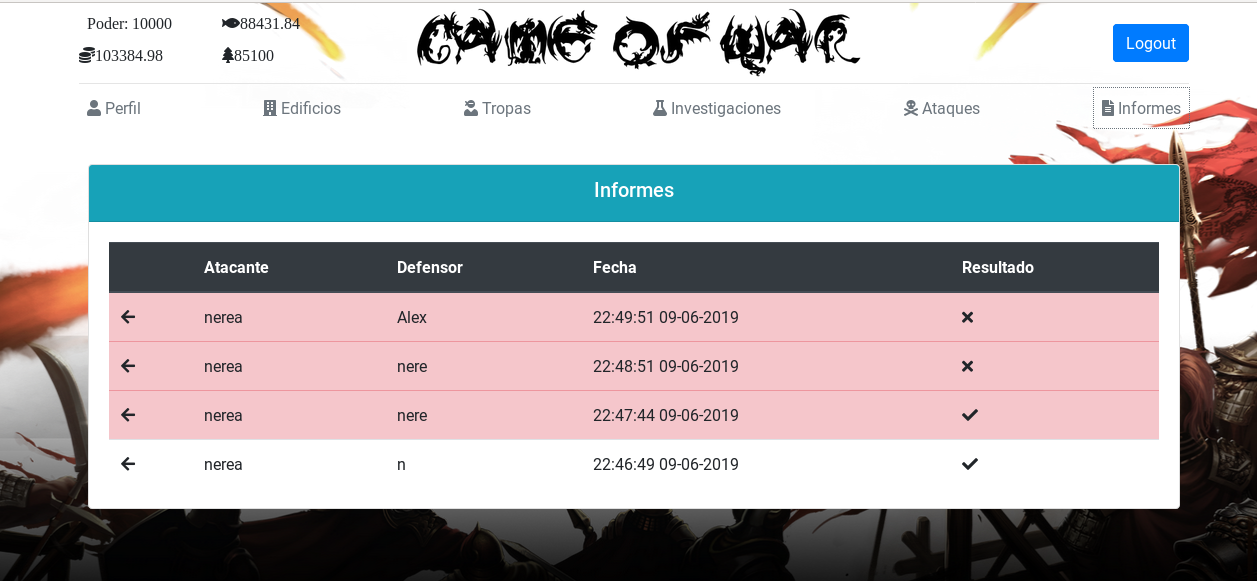 Poder: 10000 88431.84
103384.98 85100
GAME OF WAR
Logout
Perfil Edificios Tropas Investigaciones Ataques Informes
Informes
Atacante Defensor Fecha Resultado
nerea Alex 22:49:51 09-06-2019
nerea nere 22:48:51 09-06-2019
nerea nere 22:47:44 09-06-2019
nerea n 22:46:49 09-06-2019